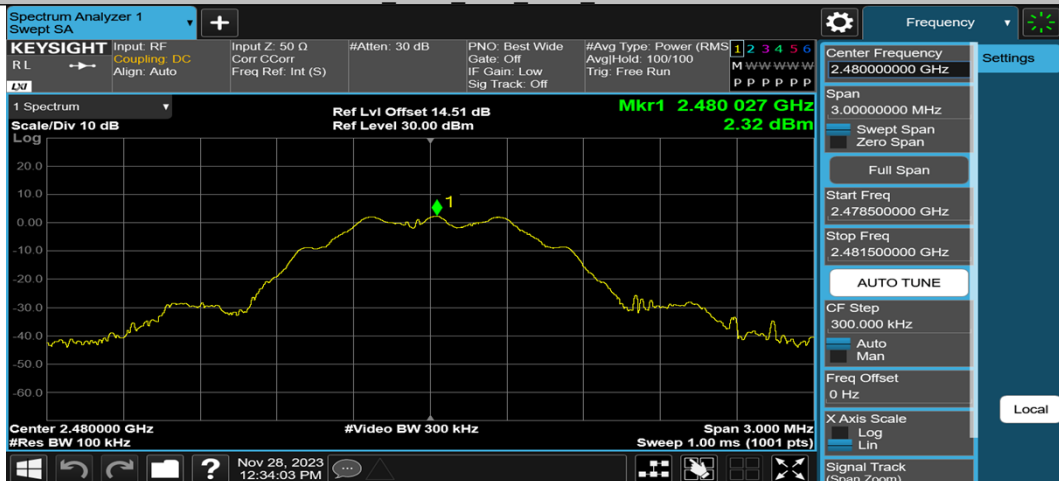 Spectrum Analyzer 1
Swept SA
Frequency
KEYSIGHT
RL
LXI
Input: RF
Coupling: DC
Align: Auto
Input Z: 50 Ω
Corr CCorr
Freq Ref: Int (S)
#Atten: 30 dB
PNO: Best Wide
Gate: Off
IF Gain: Low
Sig Track: Off
#Avg Type: Power (RMS
Avg|Hold: 100/100
Trig: Free Run
1 2 3 4 5 6
M W W W W W
P P P P P P
1 Spectrum
Scale/Div 10 dB
Log
Ref Lvl Offset 14.51 dB
Ref Level 30.00 dBm
Mkr1 2.480 027 GHz
2.32 dBm
1
20.0
10.0
0.00
-10.0
-20.0
-30.0
-40.0
-50.0
-60.0
Center 2.480000 GHz
#Res BW 100 kHz
#Video BW 300 kHz
Span 3.000 MHz
Sweep 1.00 ms (1001 pts)
Nov 28, 2023
12:34:03 PM
Center Frequency
2.480000000 GHz
Span
3.00000000 MHz
Swept Span
Zero Span
Full Span
Start Freq
2.478500000 GHz
Stop Freq
2.481500000 GHz
AUTO TUNE
CF Step
300.000 kHz
Auto
Man
Freq Offset
0 Hz
X Axis Scale
Log
Lin
Signal Track
(Span Zoom)
Settings
Local